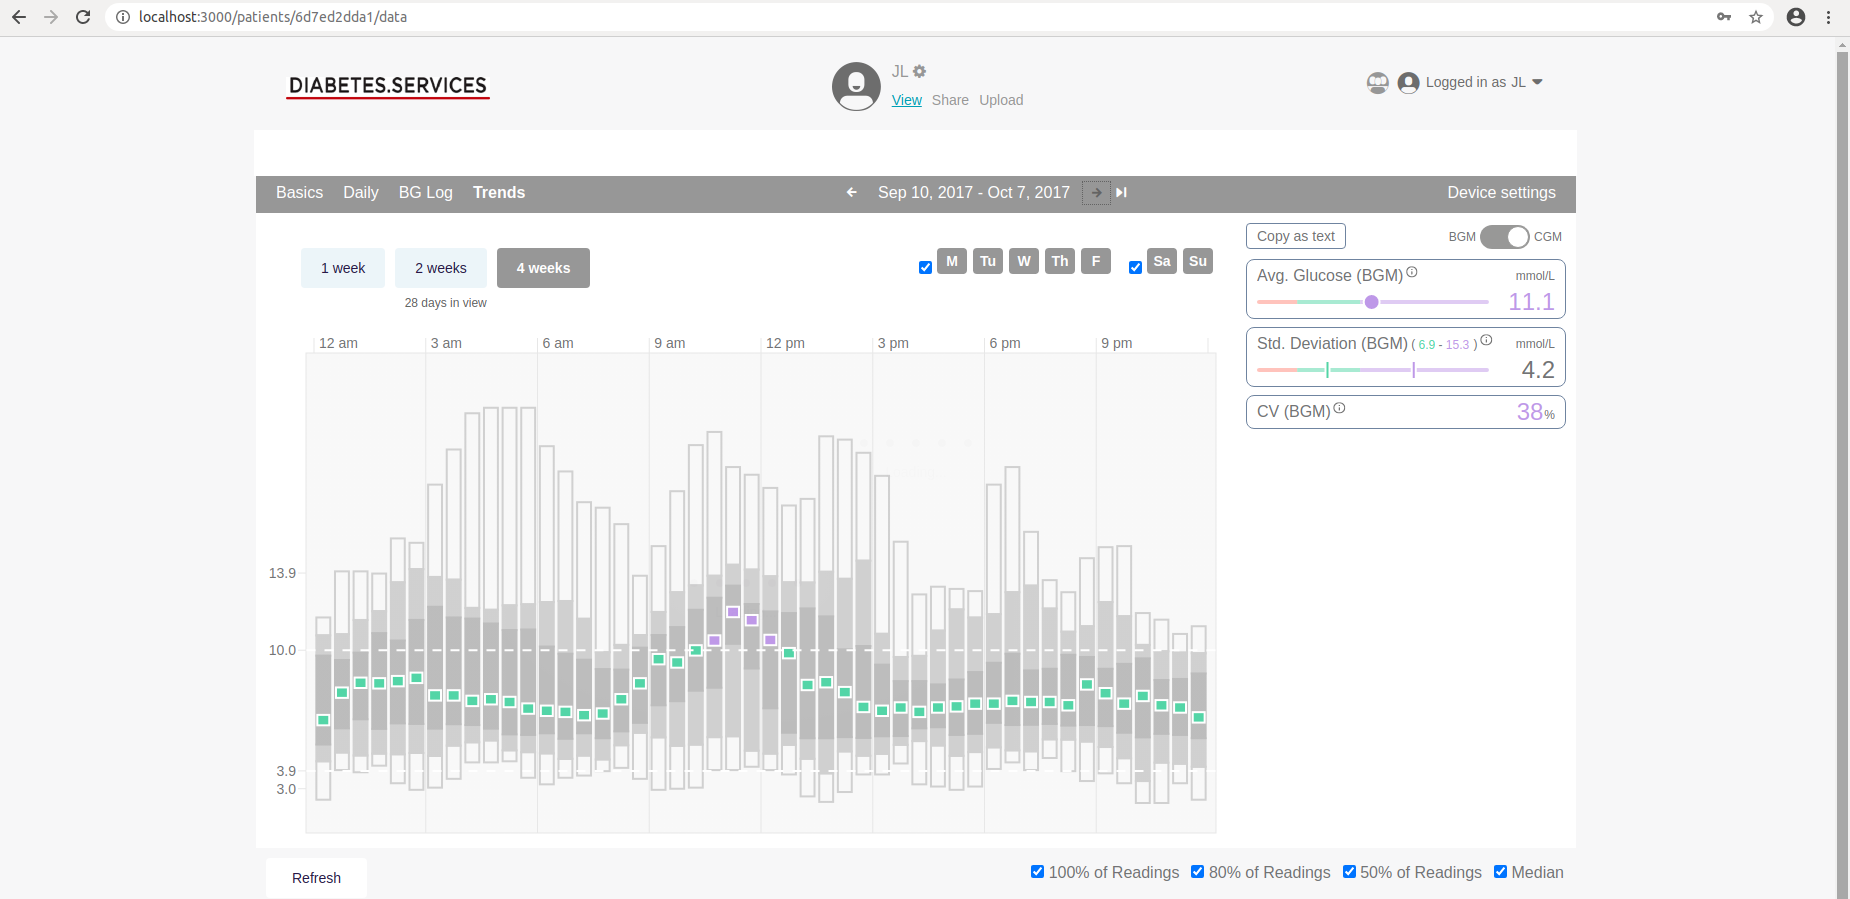 localhost:3000/patients/6d7ed2dda1/data
DIABETES.SERVICES
JL
View Share Upload
Logged in as JL
Basics Daily BG Log Trends
Sep 10, 2017 - Oct 7, 2017
Device settings
1 week 2 weeks 4 weeks
28 days in view
M Tu W Th F Sa Su
Copy as text
BGM CGM
Avg. Glucose (BGM) mmol/L
11.1
Std. Deviation (BGM) ( 6.9 - 15.3 ) mmol/L
4.2
CV (BGM) 38%
12 am 3 am 6 am 9 am 12 pm 3 pm 6 pm 9 pm
13.9
10.0
3.9
3.0
Refresh
100% of Readings 80% of Readings 50% of Readings Median